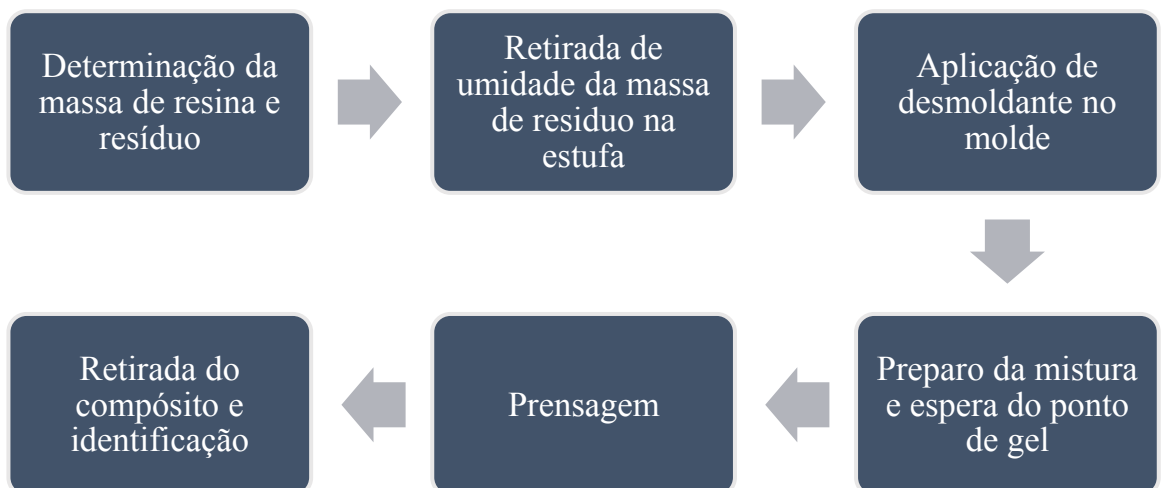 Determinação da
massa de resina e
resíduo
Retirada de
umidade da massa
de residuo na
estufa
Aplicação de
desmoldante no
molde
Preparo da mistura
e espera do ponto
de gel
Prensagem
Retirada do
compósito e
identificação